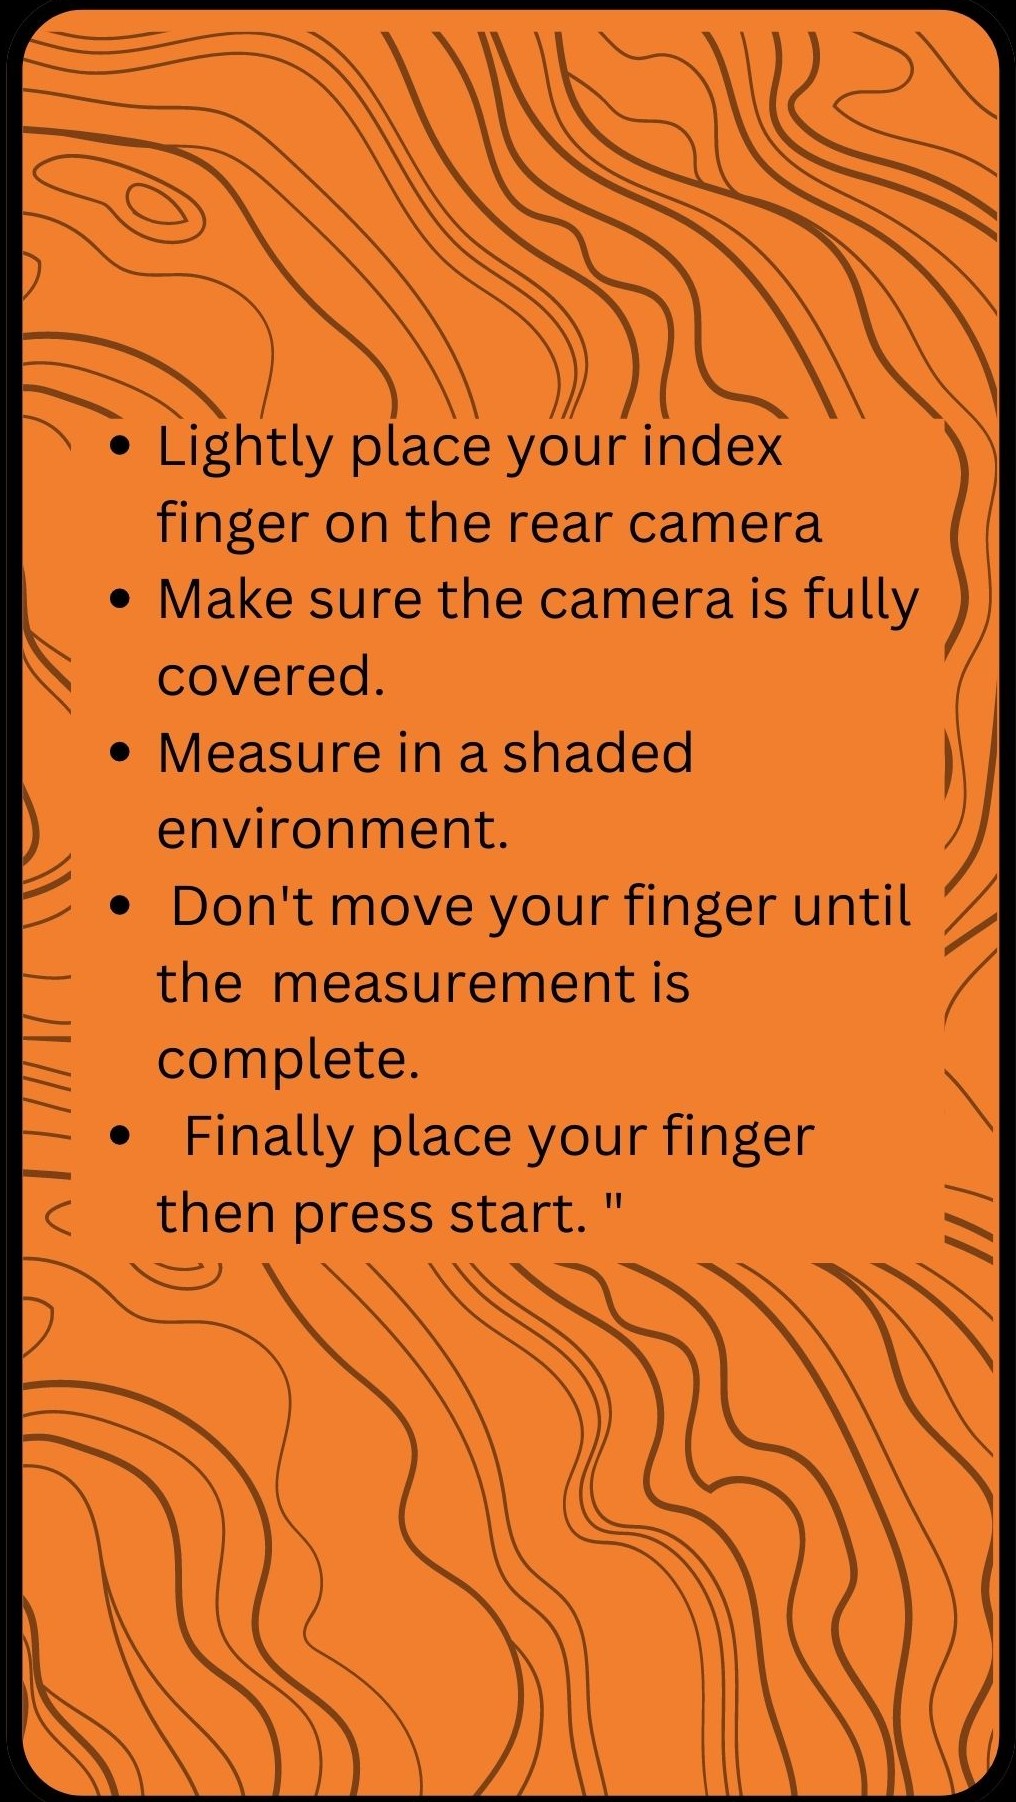 • Lightly place your index
finger on the rear camera
• Make sure the camera is fully
covered.
• Measure in a shaded
environment.
•  Don't move your finger until
the  measurement is
complete.
•   Finally place your finger
then press start. "